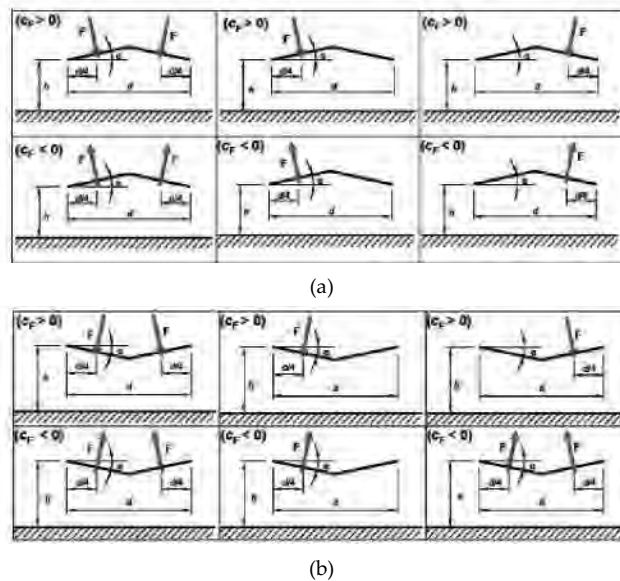 (c_F > 0) (c_F > 0) (c_F > 0)
F F F F
α α α
d/4 d/4 d/4 d/4
h d h d h d
(c_F < 0) (c_F < 0) (c_F < 0)
F F F F
α α α
d/4 d/4 d/4 d/4
h d h d h d
(a)
(c_F > 0) (c_F > 0) (c_F > 0)
F F F F
α α α
d/4 d/4 d/4 d/4
h d h d h d
(c_F < 0) (c_F < 0) (c_F < 0)
F F F F F
α α α
d/4 d/4 d/4 d/4 d/4
h d h d h d
(b)